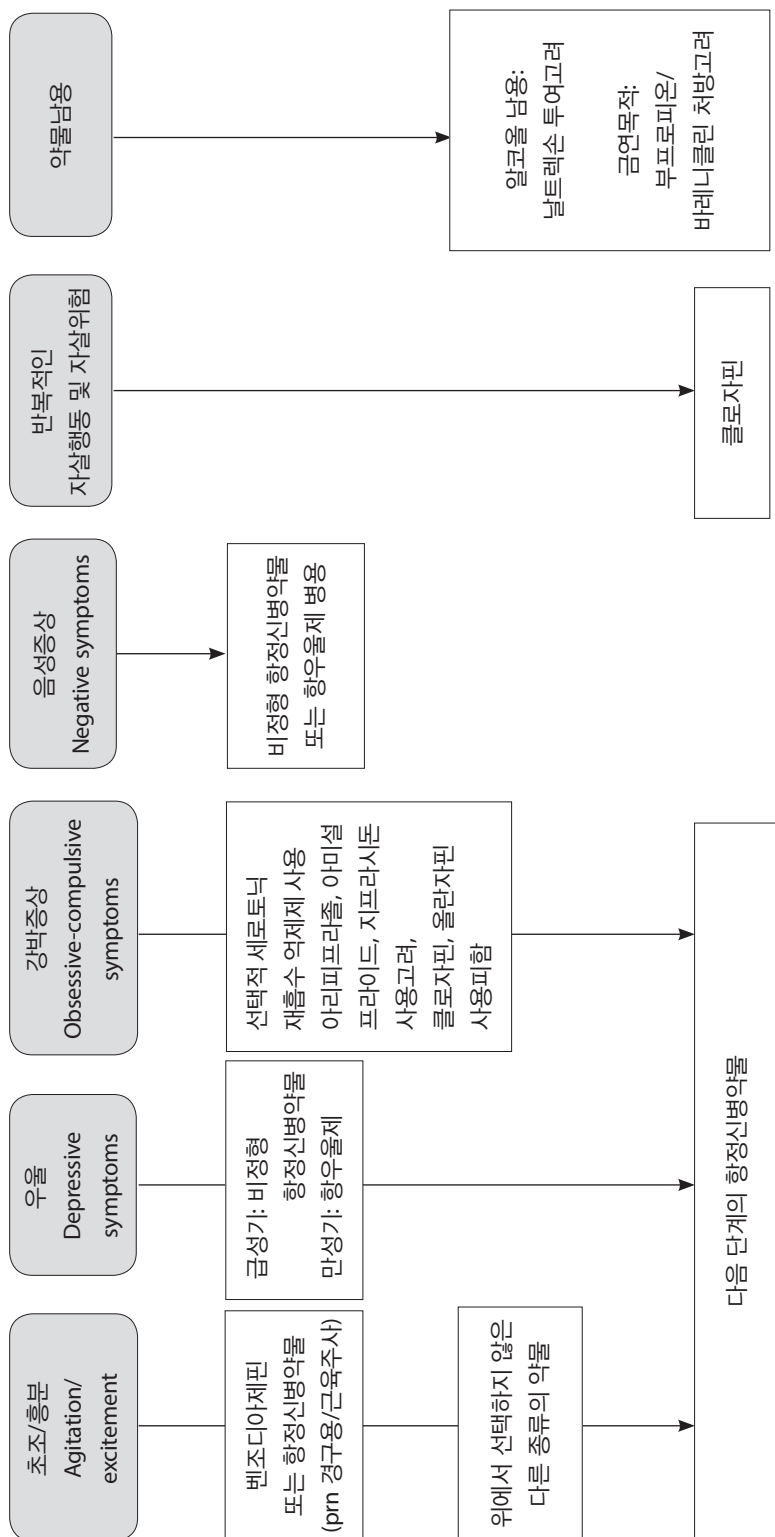 초조/흥분
Agitation/
excitement
벤조디아제핀
또는 항정신병약물
(prn 경구용/근육주사)
위에서 선택하지 않은
다른 종류의 약물
우울
Depressive
symptoms
급성기: 비정형
항정신병약물
만성기: 항우울제
강박증상
Obsessive-compulsive
symptoms
선택적 세로토닉
재흡수 억제제 사용
아리피프라졸, 아미설
프라이드, 지프라시돈
사용고려,
클로자핀, 올란자핀
사용피함
다음 단계의 항정신병약물
음성증상
Negative symptoms
비정형 항정신병약물
또는 항우울제 병용
반복적인
자살행동 및 자살위험
클로자핀
약물남용
알코올 남용:
날트렉손 투여고려
금연목적:
부프로피온/
바레니클린 처방고려